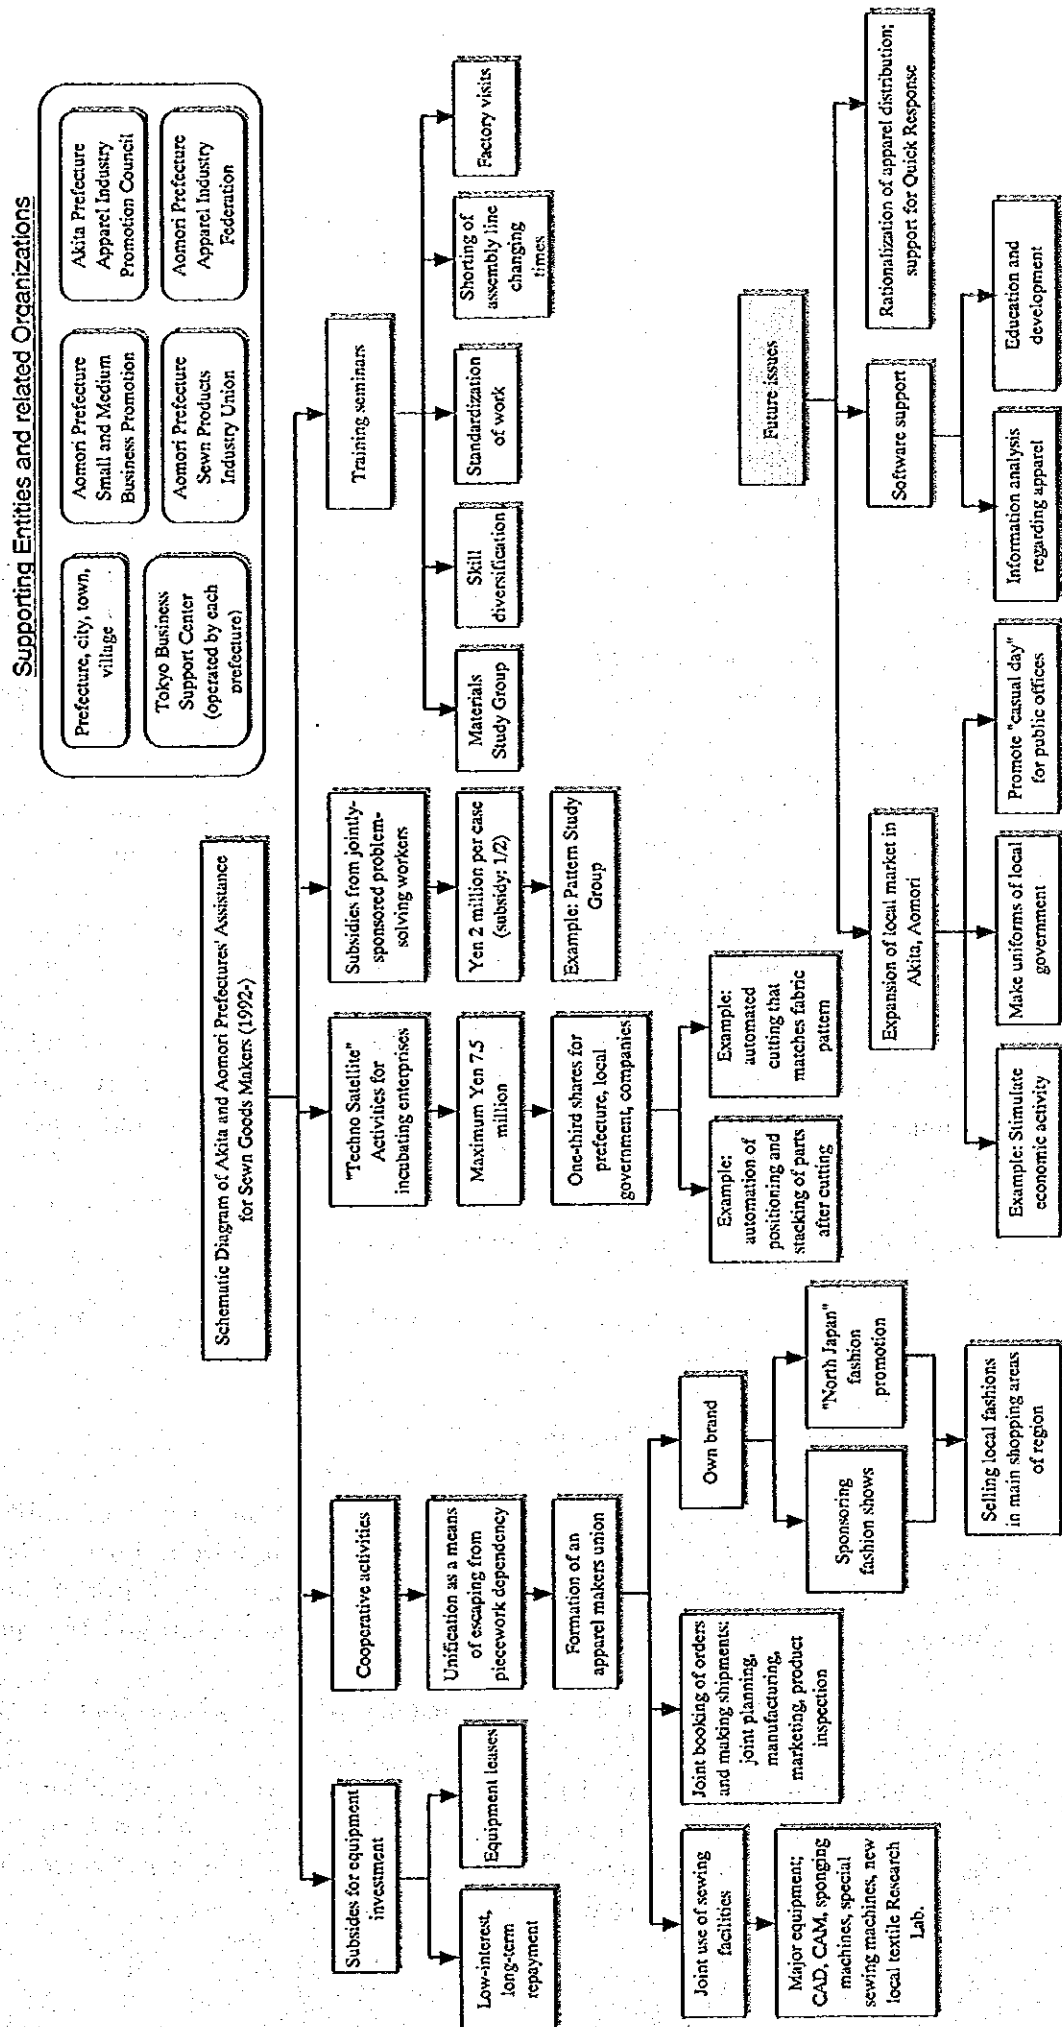 Supporting Entities and related Organizations
Prefecture, city, town,
village
Aomori Prefecture
Small and Medium
Business Promotion
Akita Prefecture
Apparel Industry
Promotion Council
Tokyo Business
Support Center
(operated by each
prefecture)
Aomori Prefecture
Sewn Products
Industry Union
Aomori Prefecture
Apparel Industry
Federation
Schematic Diagram of Akita and Aomori Prefectures' Assistance
for Sewn Goods Makers (1992-)
Subsides for equipment
invesment
Low-interest,
long-term
repayment
Equipment leases
Cooperative activities
Unification as a means
of escaping from
piecework dependency
Formation of an
apparel makers union
Joint use of sewing
facilities
Major equipment;
CAD, CAM, sponging
machines, special
sewing machines, new
local textile Research
Lab.
Joint booking of orders
and making shipments:
joint planning,
manufacturing,
marketing, product
inspection
Own brand
Sponsoring
fashion shows
"North Japan"
fashion
promotion
Selling local fashions
in main shopping areas
of region
"Techno Satellite"
Activities for
incubating enterprises
Maximum Yen 7.5
million
One-third shares for
prefecture, local
government, companies
Example:
automation of
positioning and
stacking of parts
after cutting
Example:
automated
cutting that
matches fabric
pattern
Subsidies from jointly-
sponsored problem-
solving workers
Yen 2 million per case
(subsidy: 1/2)
Example: Pattern Study
Group
Training seminars
Materials
Study Group
Skill
diversification
Standardization
of work
Shorting of
assembly line
changing
times
Factory visits
Future issues
Expansion of local market in
Akita, Aomori
Example: Stimulate
economic activity
Make uniforms of local
government
Promote "casual day"
for public offices
Software support
Information analysis
regarding apparel
Education and
development
Rationalization of apparel distribution;
support for Quick Response